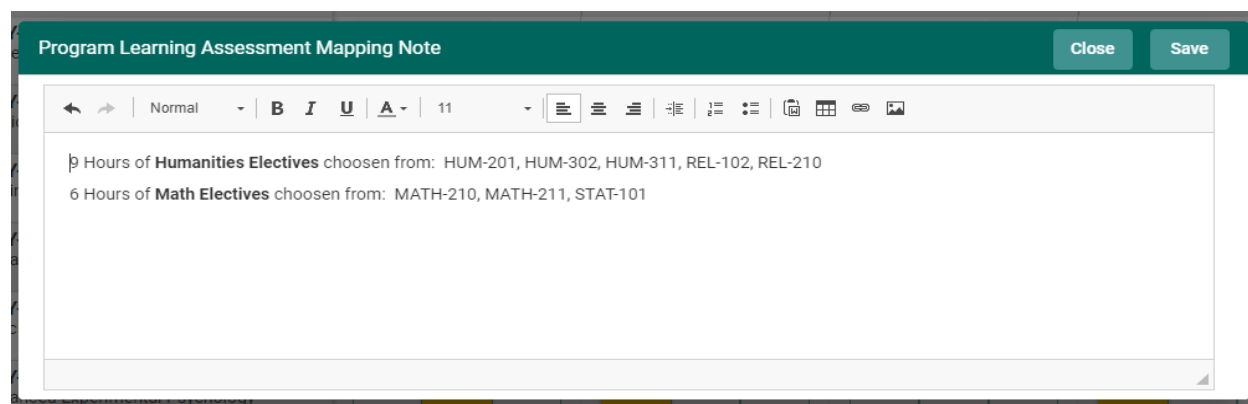 Program Learning Assessment Mapping Note
Close
Save
Normal
B I U A 11
9 Hours of Humanities Electives choosen from: HUM-201, HUM-302, HUM-311, REL-102, REL-210
6 Hours of Math Electives choosen from: MATH-210, MATH-211, STAT-101
Experimental Psychology